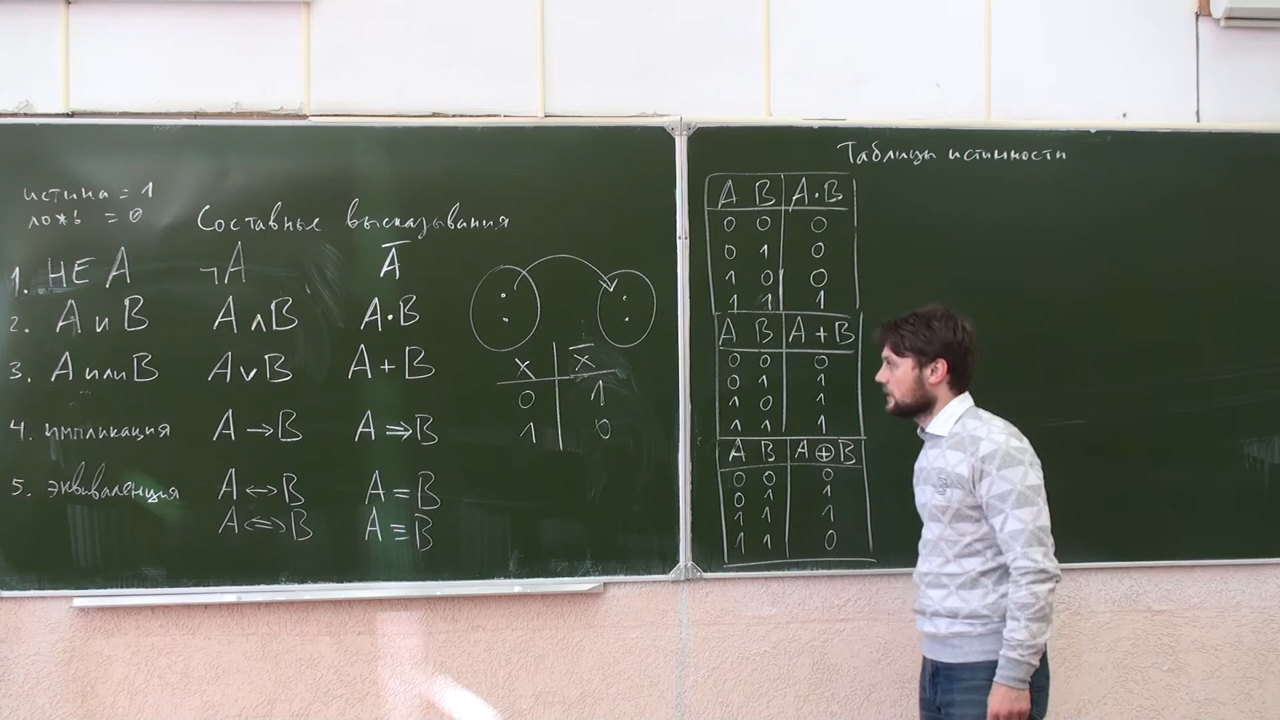 истина = 1
ложь = 0
Составные высказывания
1. НЕ A ¬A A̅
2. A и B A ∧ B A · B
3. A или B A ∨ B A + B
4. импликация A → B A ⇒ B
5. эквиваленция A ↔ B A = B
A ⇔ B A ≡ B
x x̅
0 1
1 0
Таблицы истинности
A B A · B
0 0 0
0 1 0
1 0 0
1 1 1
A B A + B
0 0 0
0 1 1
1 0 1
1 1 1
A B A ⊕ B
0 0 0
0 1 1
1 1 1
1 1 0